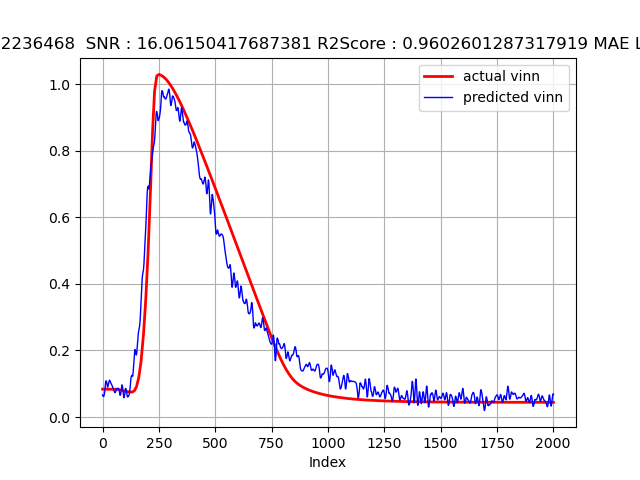 2236468 SNR : 16.06150417687381 R2Score : 0.9602601287317919 MAE L
actual vinn
predicted vinn
1.0
0.8
0.6
0.4
0.2
0.0
0 250 500 750 1000 1250 1500 1750 2000
Index